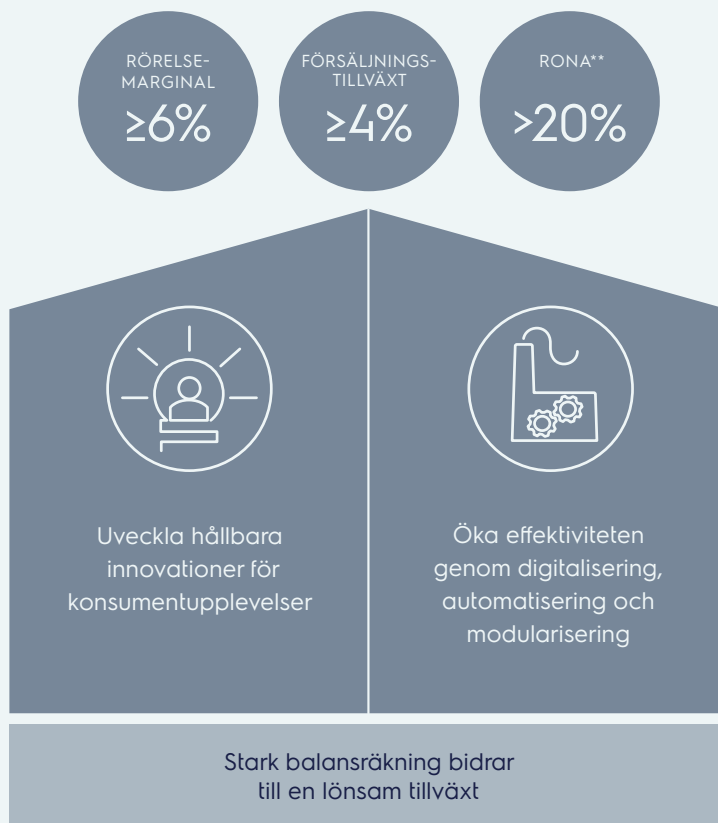 RÖRELSE-
MARGINAL
≥6%
FÖRSÄLJNINGS-
TILLVÄXT
≥4%
RONA**
>20%
Uveckla hållbara
innovationer för
konsumentupplevelser
Öka effektiviteten
genom digitalisering,
automatisering och
modularisering
Stark balansräkning bidrar
till en lönsam tillväxt